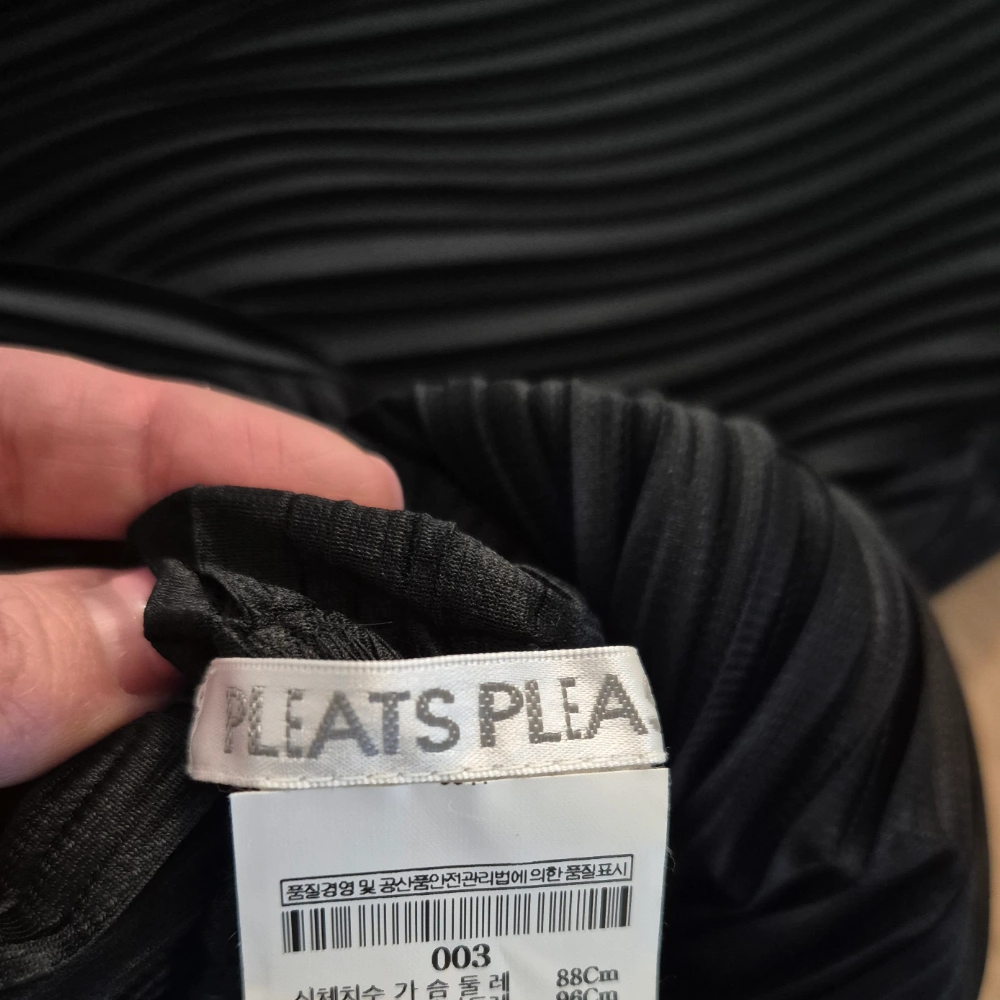 PLEATS PLEA
품질경영 및 공산품안전관리법에 의한 품질표시
003
신체치수 가 슴 둘 레 88Cm
96Cm